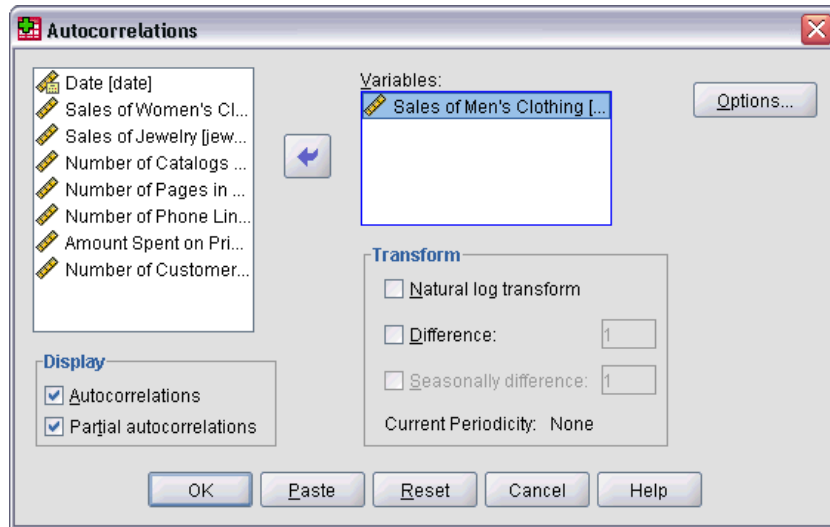 Autocorrelations
Date [date]
Sales of Women's Cl...
Sales of Jewelry [jew...
Number of Catalogs ...
Number of Pages in ...
Number of Phone Lin...
Amount Spent on Pri...
Number of Customer...
Variables:
Sales of Men's Clothing [...
Options...
Transform
Natural log transform
Difference: 1
Seasonally difference: 1
Current Periodicity: None
Display
Autocorrelations
Partial autocorrelations
OK Paste Reset Cancel Help